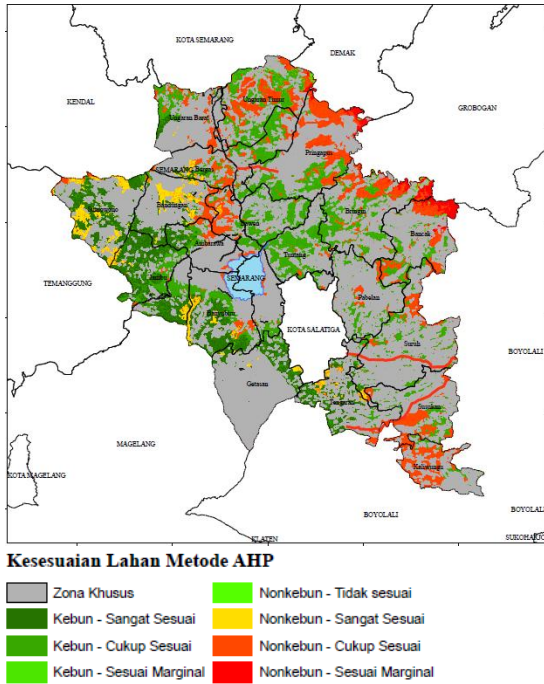 KOTA SEMARANG
DEMAK
KENDAL
GROBOGAN
Ungaran Barat
Ungaran Timur
Pringapus
SEMARANG
Bandungan
Bringin
Ambarawa
Bancak
Tuntang
TEMANGGUNG
SEMARANG
Pabelan
Banyubiru
KOTA SALATIGA
Suruh
BOYOLALI
Getasan
Tengaran
Susukan
MAGELANG
Kaliwungu
KOTA MAGELANG
BOYOLALI
BOYOLALI
KLATEN
SUKOHARJO
Kesesuaian Lahan Metode AHP
Zona Khusus
Kebun - Sangat Sesuai
Kebun - Cukup Sesuai
Kebun - Sesuai Marginal
Nonkebun - Tidak sesuai
Nonkebun - Sangat Sesuai
Nonkebun - Cukup Sesuai
Nonkebun - Sesuai Marginal